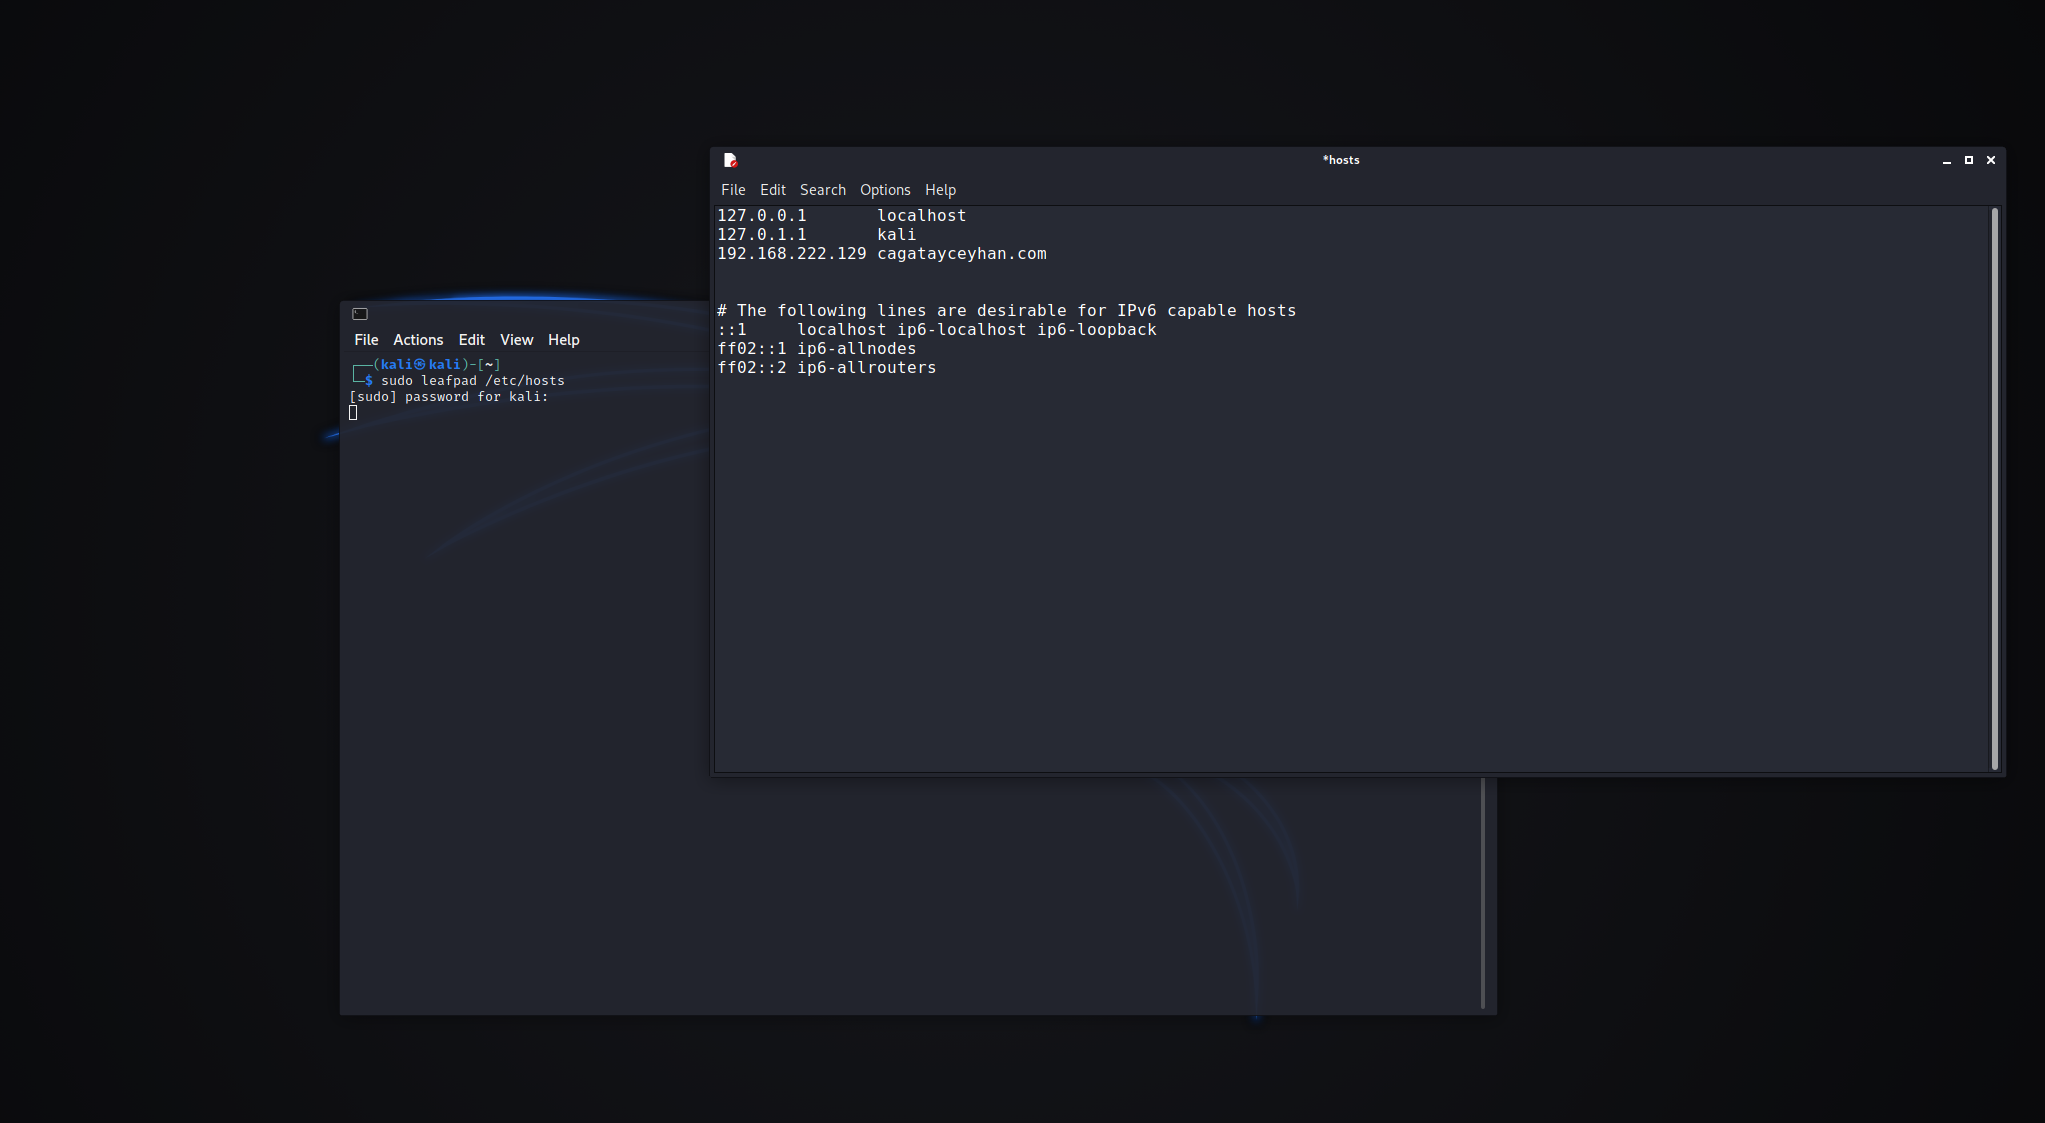 *hosts
File Edit Search Options Help
127.0.0.1 localhost
127.0.1.1 kali
192.168.222.129 cagatayceyhan.com
# The following lines are desirable for IPv6 capable hosts
::1 localhost ip6-localhost ip6-loopback
ff02::1 ip6-allnodes
ff02::2 ip6-allrouters
File Actions Edit View Help
┌──(kali㉿kali)-[~]
└─$ sudo leafpad /etc/hosts
[sudo] password for kali: